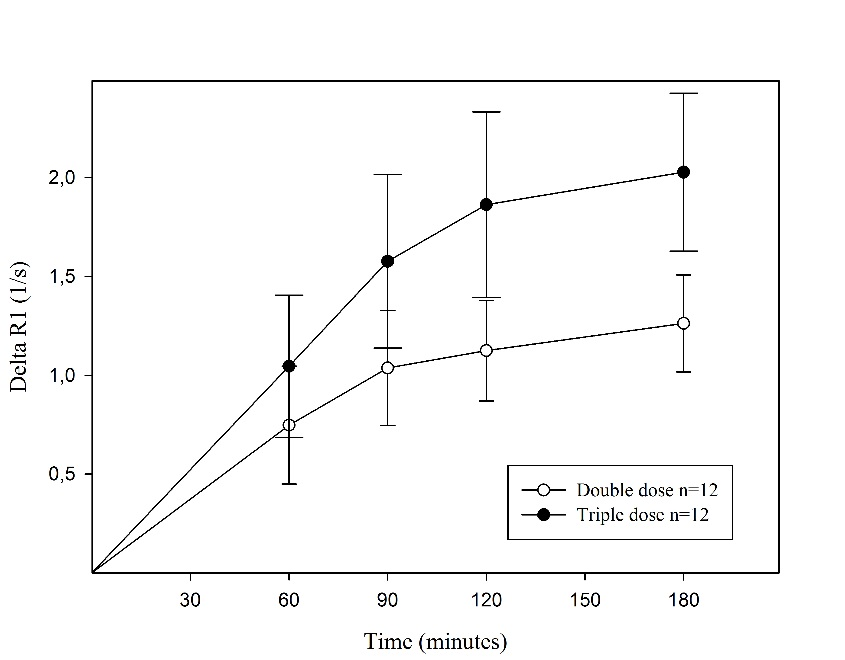 2,0
1,5
1,0
0,5
Delta R1 (1/s)
30 60 90 120 150 180
Time (minutes)
Double dose n=12
Triple dose n=12